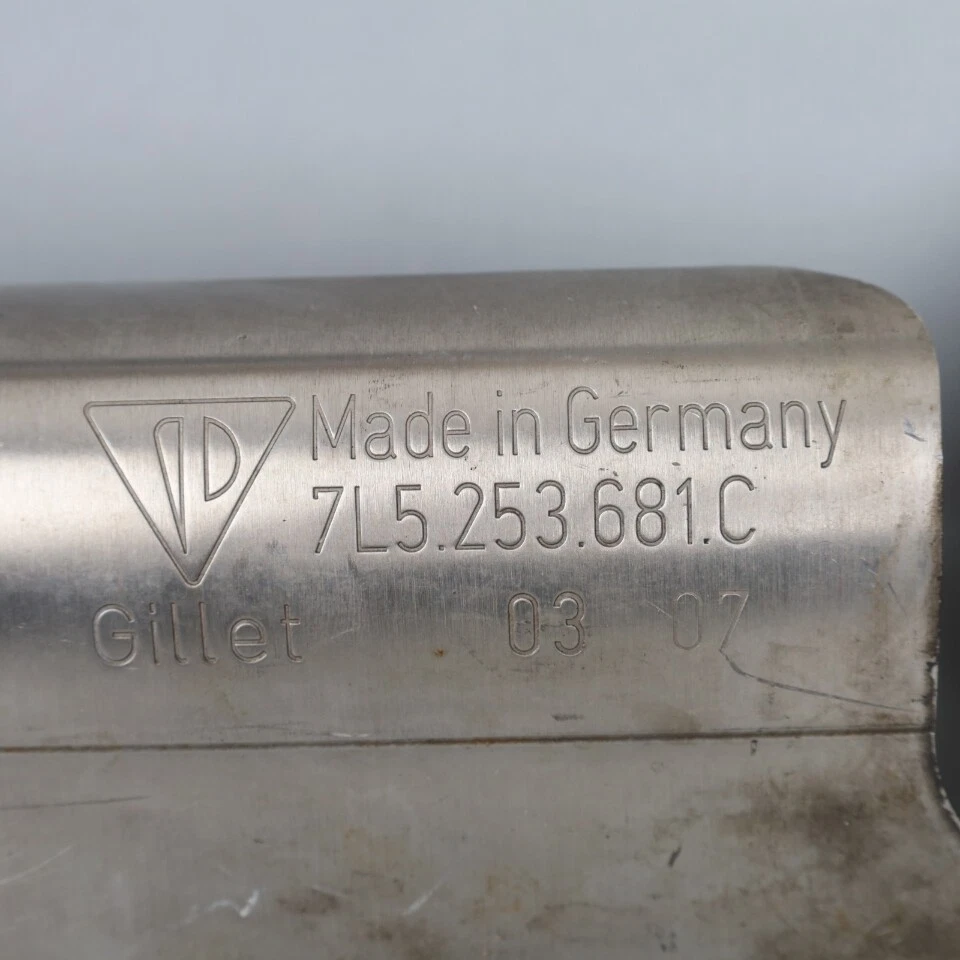 Made in Germany
7L5.253.681.C
Gillet 03 07